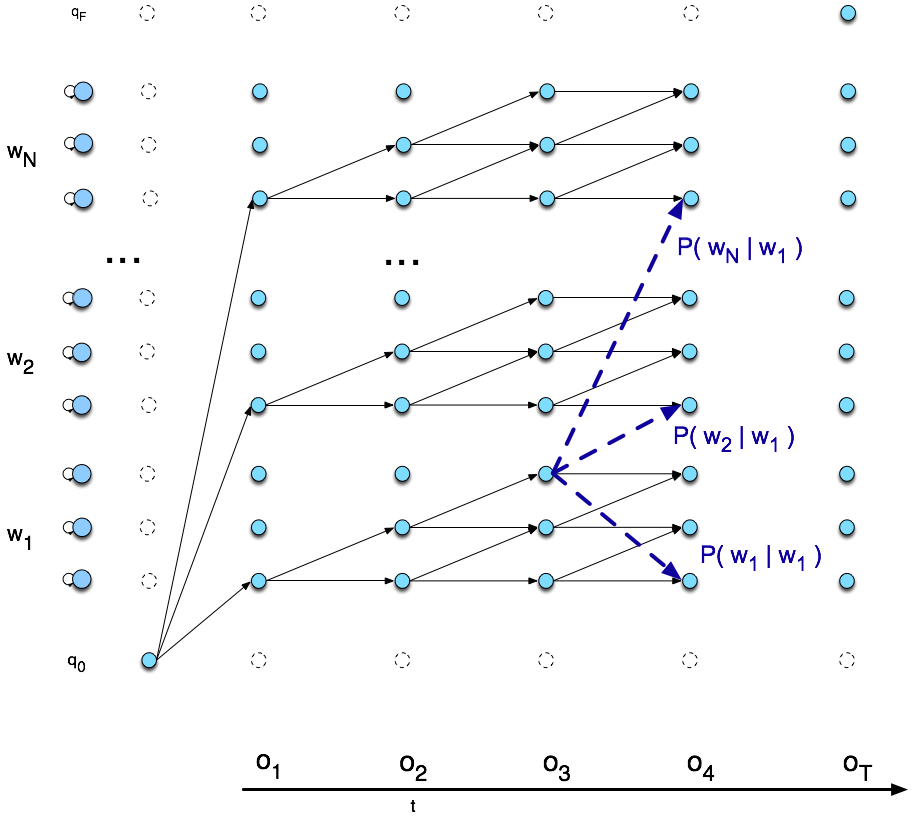 qF
wN
...
...
P( wN | w1 )
w2
P( w2 | w1 )
w1
P( w1 | w1 )
q0
o1 o2 o3 o4 oT
t